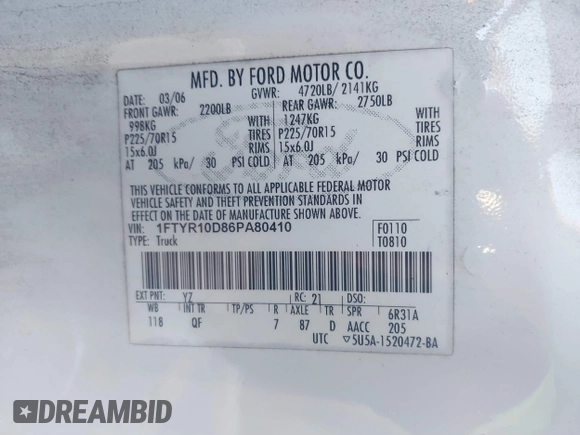 MFD. BY FORD MOTOR CO.
DATE: 03/06 GVWR: 4720LB/ 2141KG
FRONT GAWR: 2200LB REAR GAWR: 2750LB
998KG WITH 1247KG WITH
P225/70R15 TIRES P225/70R15 TIRES
15x6.0J RIMS 15x6.0J RIMS
AT 205 kPa/ 30 PSI COLD AT 205 kPa/ 30 PSI COLD
THIS VEHICLE CONFORMS TO ALL APPLICABLE FEDERAL MOTOR
VEHICLE SAFETY AND THEFT PREVENTION STANDARDS IN
EFFECT ON THE DATE OF MANUFACTURE SHOWN ABOVE.
VIN: 1FTYR10D86PA80410 F0110
TYPE: Truck T0810
EXT PNT: YZ RC: 21 DSO:
WB INT TR TP/PS R AXLE TR SPR 6R31A
118 QF 7 87 D AACC 205
UTC ▽5U5A-1520472-BA
DREAMBID